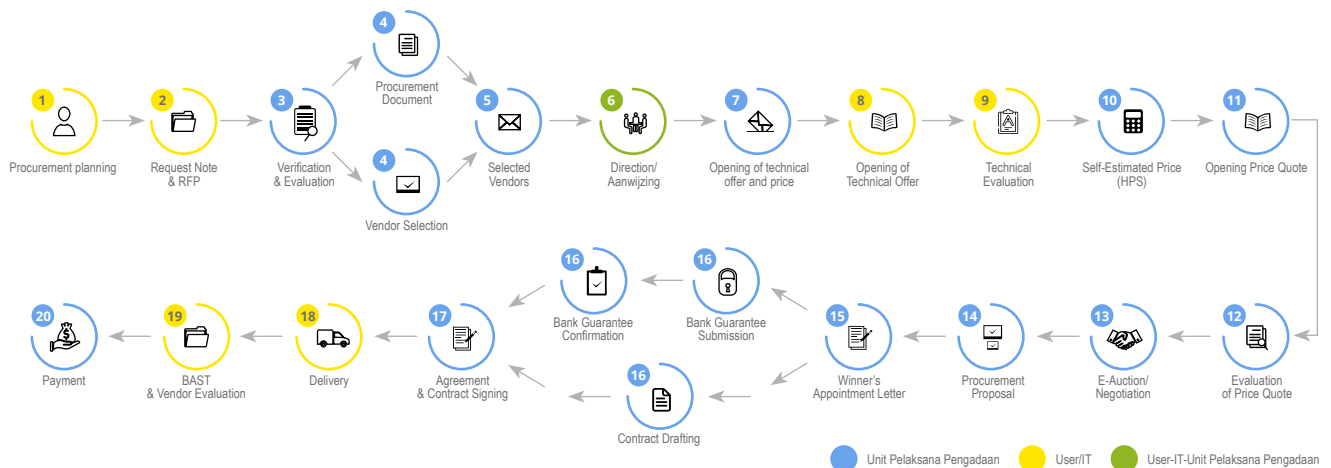 1
Procurement planning
2
Request Note
& RFP
3
Verification
& Evaluation
4
Procurement
Document
4
Vendor Selection
5
Selected
Vendors
6
Direction/
Aanwijzing
7
Opening of technical
offer and price
8
Opening of
Technical Offer
9
Technical
Evaluation
10
Self-Estimated Price
(HPS)
11
Opening Price Quote
12
Evaluation
of Price Quote
13
E-Auction/
Negotiation
14
Procurement
Proposal
15
Winner's
Appointment Letter
16
Bank Guarantee
Submission
16
Bank Guarantee
Confirmation
16
Contract Drafting
17
Agreement
& Contract Signing
18
Delivery
19
BAST
& Vendor Evaluation
20
Payment
Unit Pelaksana Pengadaan
User/IT
User-IT-Unit Pelaksana Pengadaan